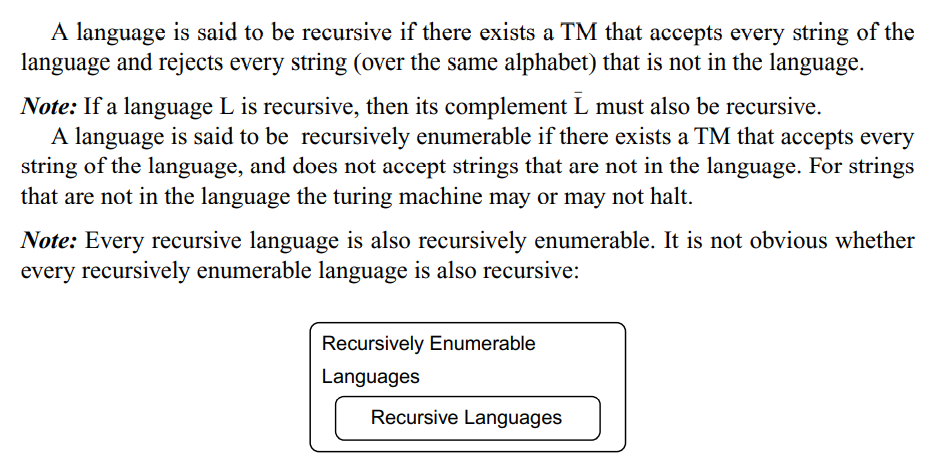 A language is said to be recursive if there exists a TM that accepts every string of the
language and rejects every string (over the same alphabet) that is not in the language.
Note: If a language L is recursive, then its complement L̄ must also be recursive.
A language is said to be recursively enumerable if there exists a TM that accepts every
string of the language, and does not accept strings that are not in the language. For strings
that are not in the language the turing machine may or may not halt.
Note: Every recursive language is also recursively enumerable. It is not obvious whether
every recursively enumerable language is also recursive:
Recursively Enumerable
Languages
Recursive Languages